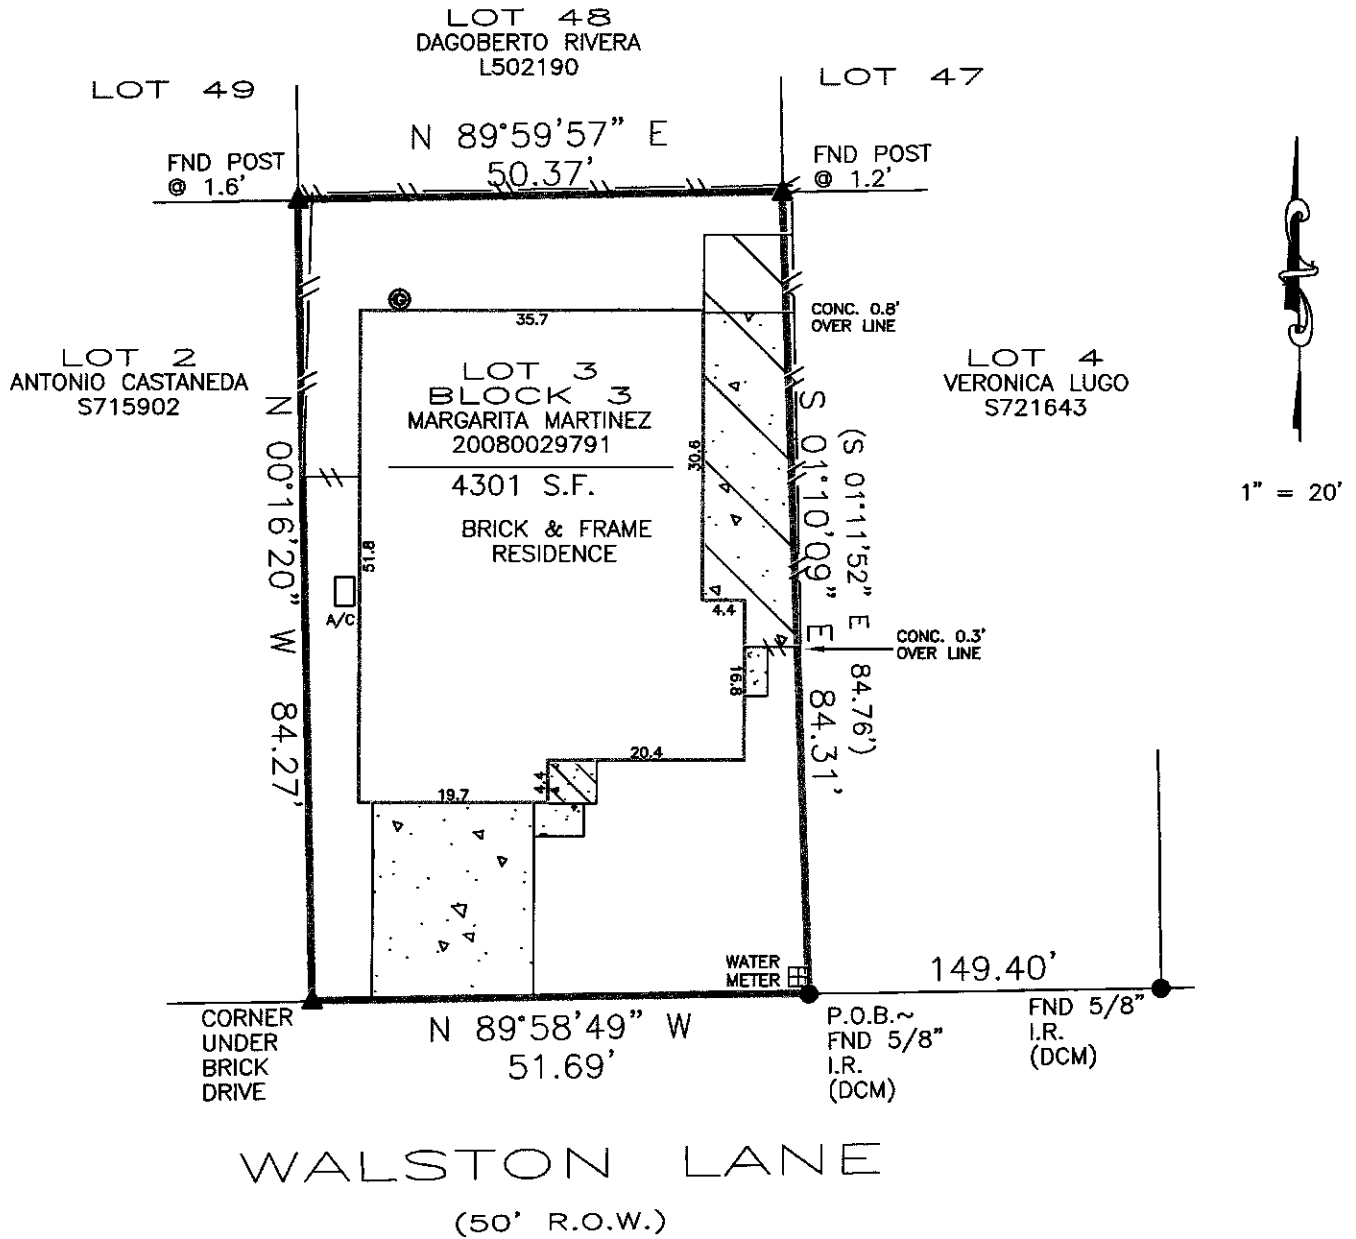 LOT 48
DAGOBERTO RIVERA
L502190
LOT 49
LOT 47
N 89°59'57" E
50.37'
FND POST
@ 1.6'
FND POST
@ 1.2'
G
35.7
CONC. 0.8'
OVER LINE
LOT 2
ANTONIO CASTANEDA
S715902
LOT 3
BLOCK 3
MARGARITA MARTINEZ
20080029791
4301 S.F.
BRICK & FRAME
RESIDENCE
LOT 4
VERONICA LUGO
S721643
1" = 20'
N 00°16'20" W 84.27'
51.8
30.6
S 01°10'09" E 84.31'
(S 01°11'52" E 84.76')
A/C
4.4
CONC. 0.3'
OVER LINE
16.8
20.4
4.4
19.7
WATER
METER
149.40'
CORNER
UNDER
BRICK
DRIVE
N 89°58'49" W
51.69'
P.O.B.~
FND 5/8"
I.R.
(DCM)
FND 5/8"
I.R.
(DCM)
WALSTON LANE
(50' R.O.W.)